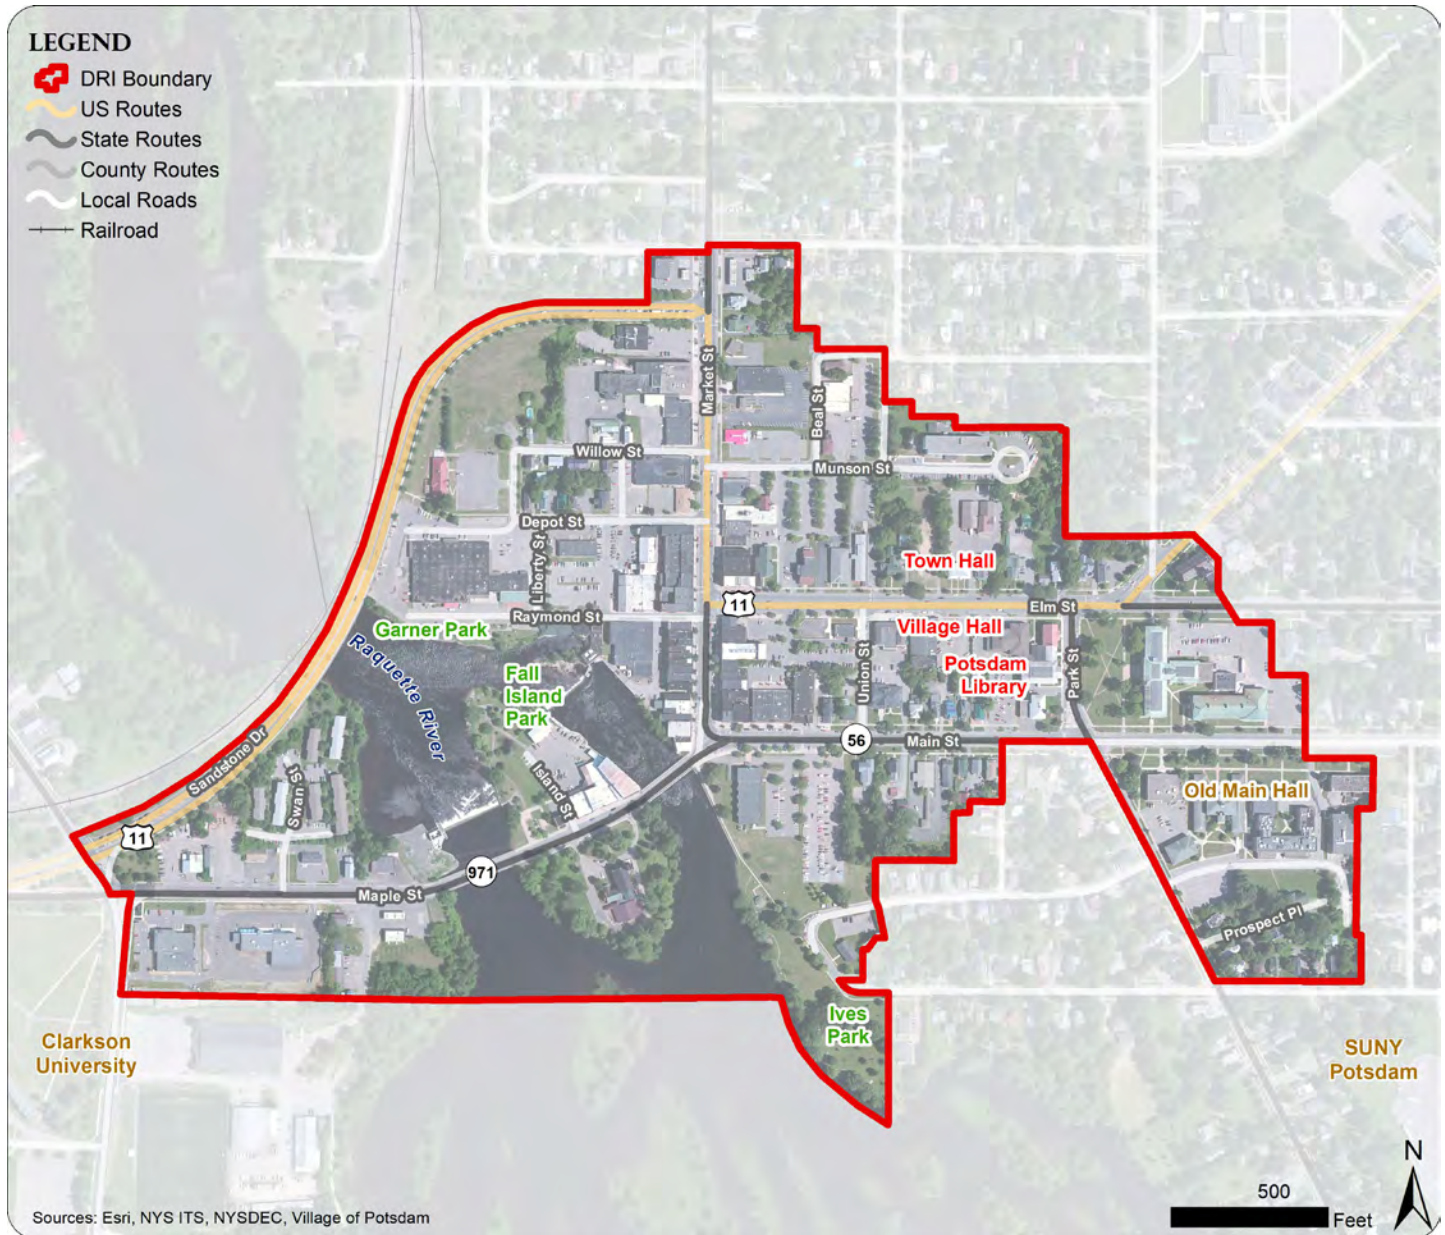 LEGEND
DRI Boundary
US Routes
State Routes
County Routes
Local Roads
Railroad
Market St
Beal St
Willow St
Munson St
Depot St
Liberty St
Town Hall
11
Elm St
Raymond St
Garner Park
Village Hall
Raquette River
Fall
Island
Park
Union St
Potsdam
Library
Park St
56
Main St
Sandstone Dr
Swan St
Island St
Old Main Hall
11
971
Maple St
Prospect Pl
Ives
Park
Clarkson
University
SUNY
Potsdam
N
500
Feet
Sources: Esri, NYS ITS, NYSDEC, Village of Potsdam